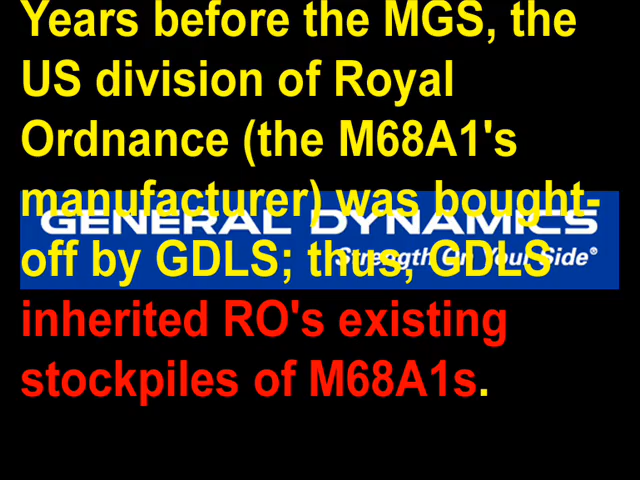 Years before the MGS, the
US division of Royal
Ordnance (the M68A1's
manufacturer) was bought-
GENERAL DYNAMICS
off by GDLS; thus, GDLS
Strength On Your Side®
inherited RO's existing
stockpiles of M68A1s.